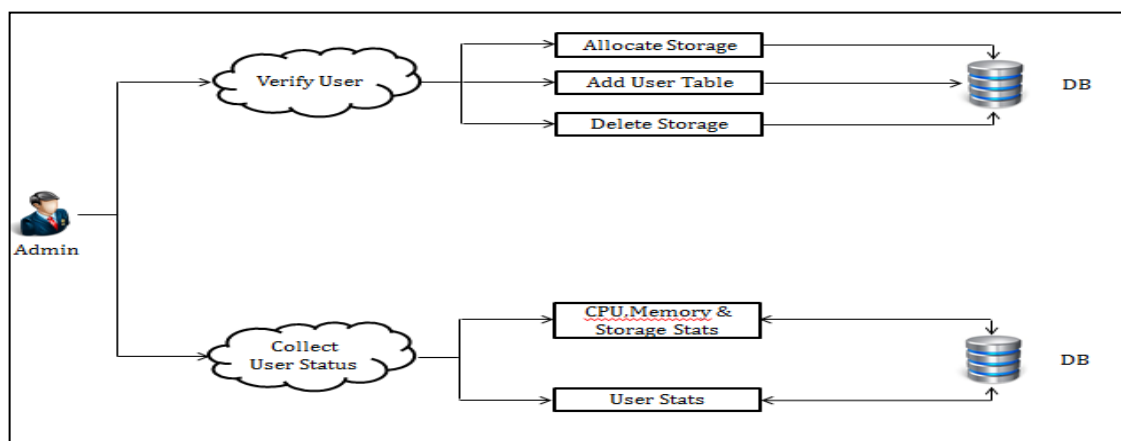 Allocate Storage
Verify User
Add User Table
DB
Delete Storage
Admin
CPU,Memory &
Storage Stats
Collect
User Status
DB
User Stats